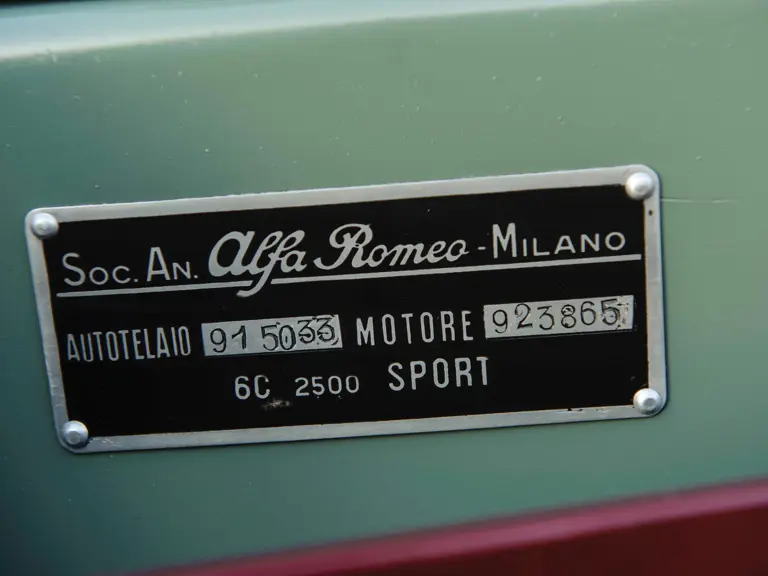 Soc. An. Alfa Romeo - Milano
AUTOTELAIO 915033 MOTORE 923865
6C 2500 SPORT